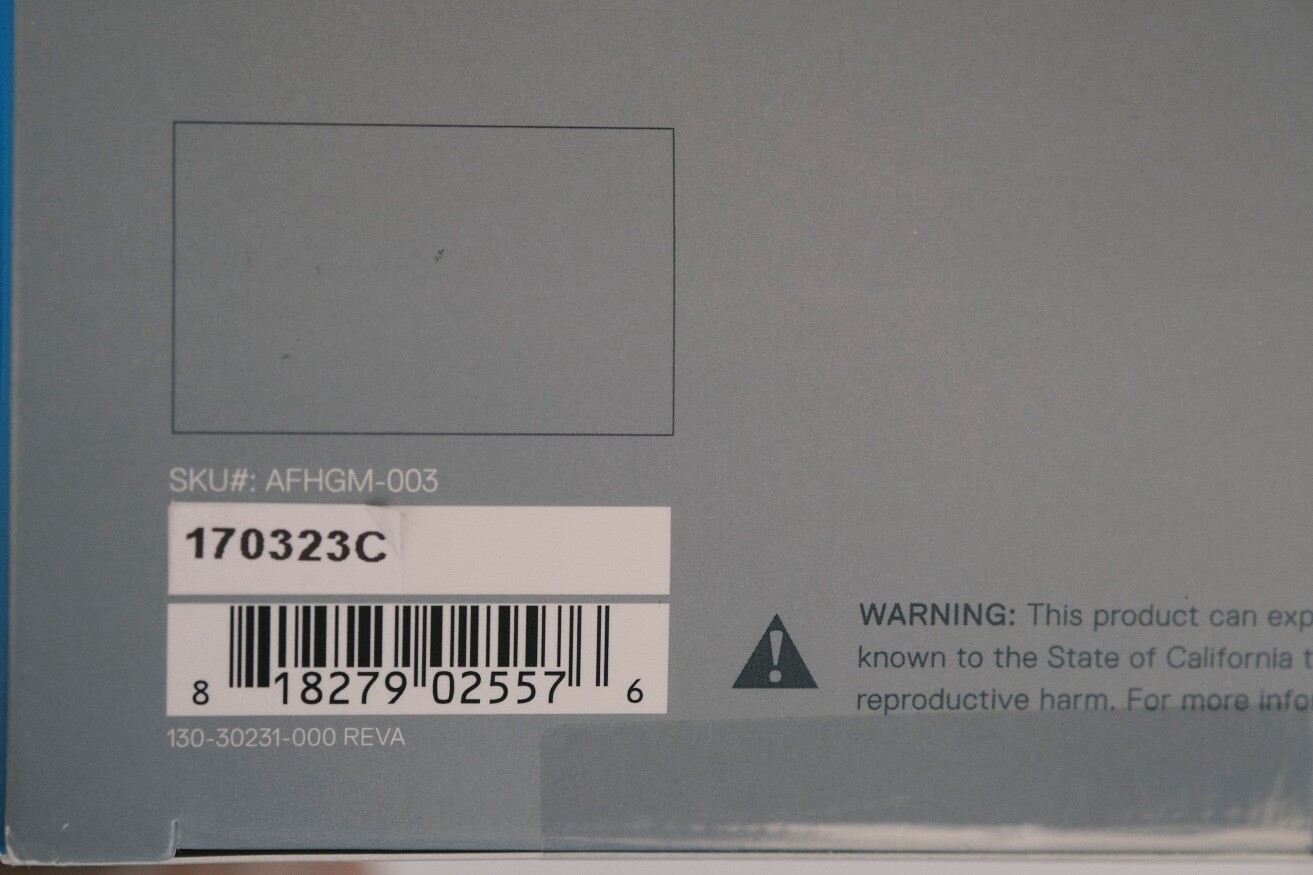 SKU#: AFHGM-003
170323C
8 18279 02557 6
130-30231-000 REVA
WARNING: This product can exp
known to the State of California t
reproductive harm. For more info